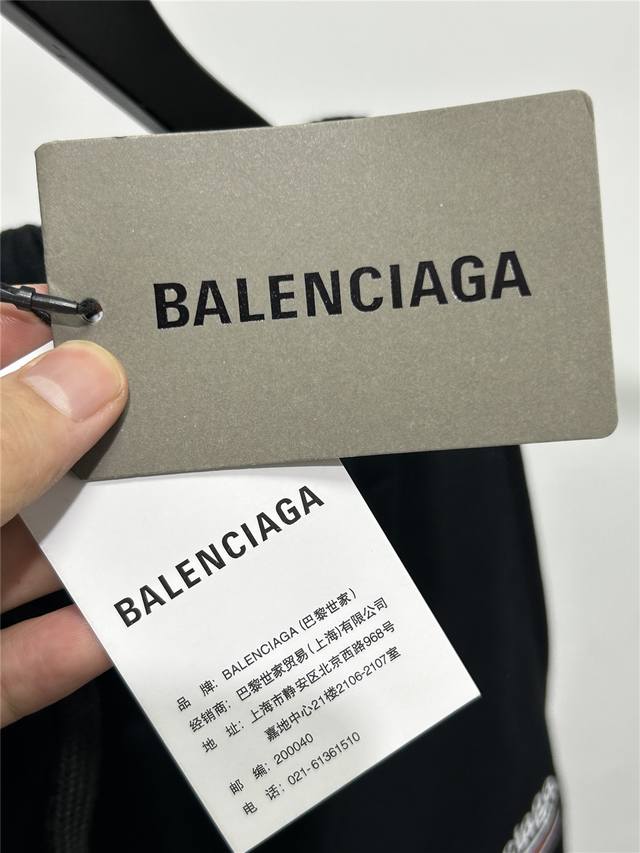 BALENCIAGA
BALENCIAGA
品 牌: BALENCIAGA (巴黎世家)
经销商: 巴黎世家贸易(上海)有限公司
地 址: 上海市静安区北京西路968号
嘉地中心21楼2106-2107室
邮 编: 200040
电 话: 021-61361510